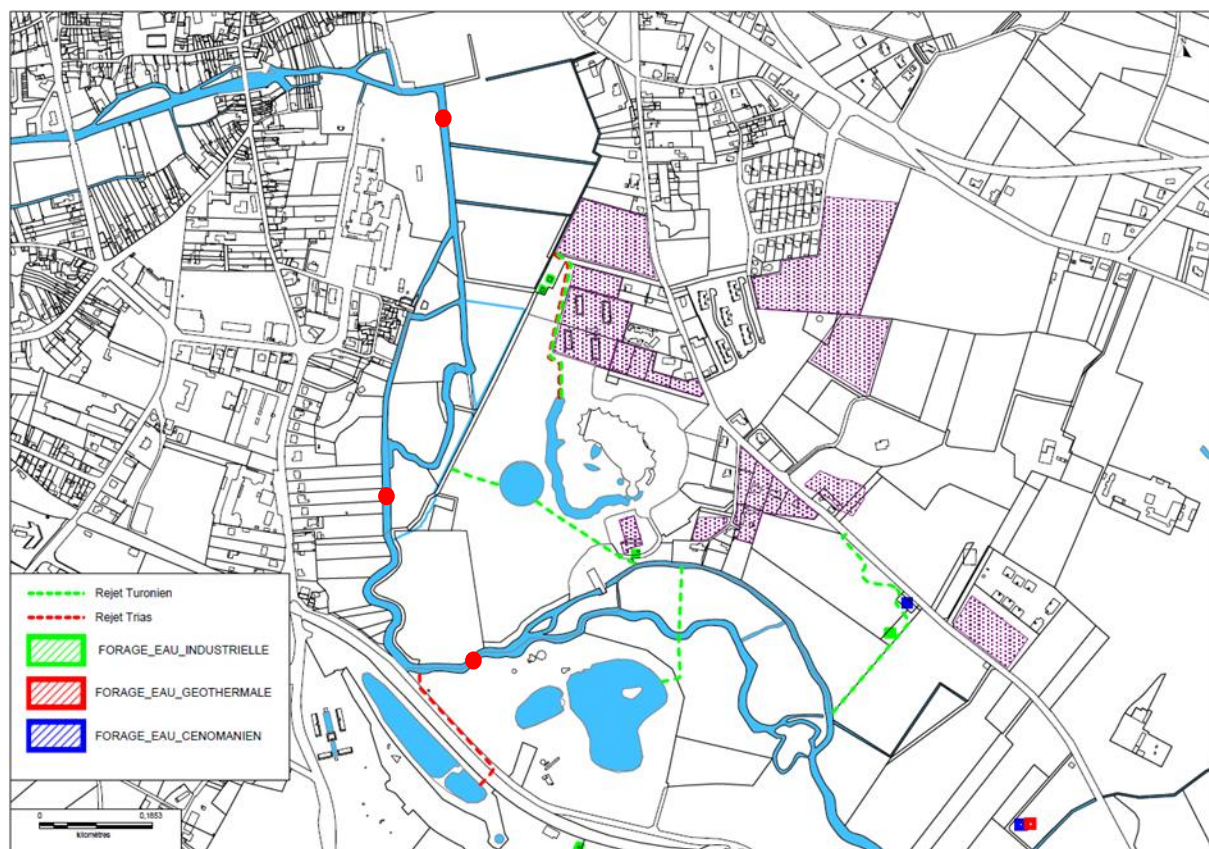 Rejet Turonien
Rejet Trias
FORAGE_EAU_INDUSTRIELLE
FORAGE_EAU_GEOTHERMALE
FORAGE_EAU_CENOMANIEN
0 0,1853
kilomètres